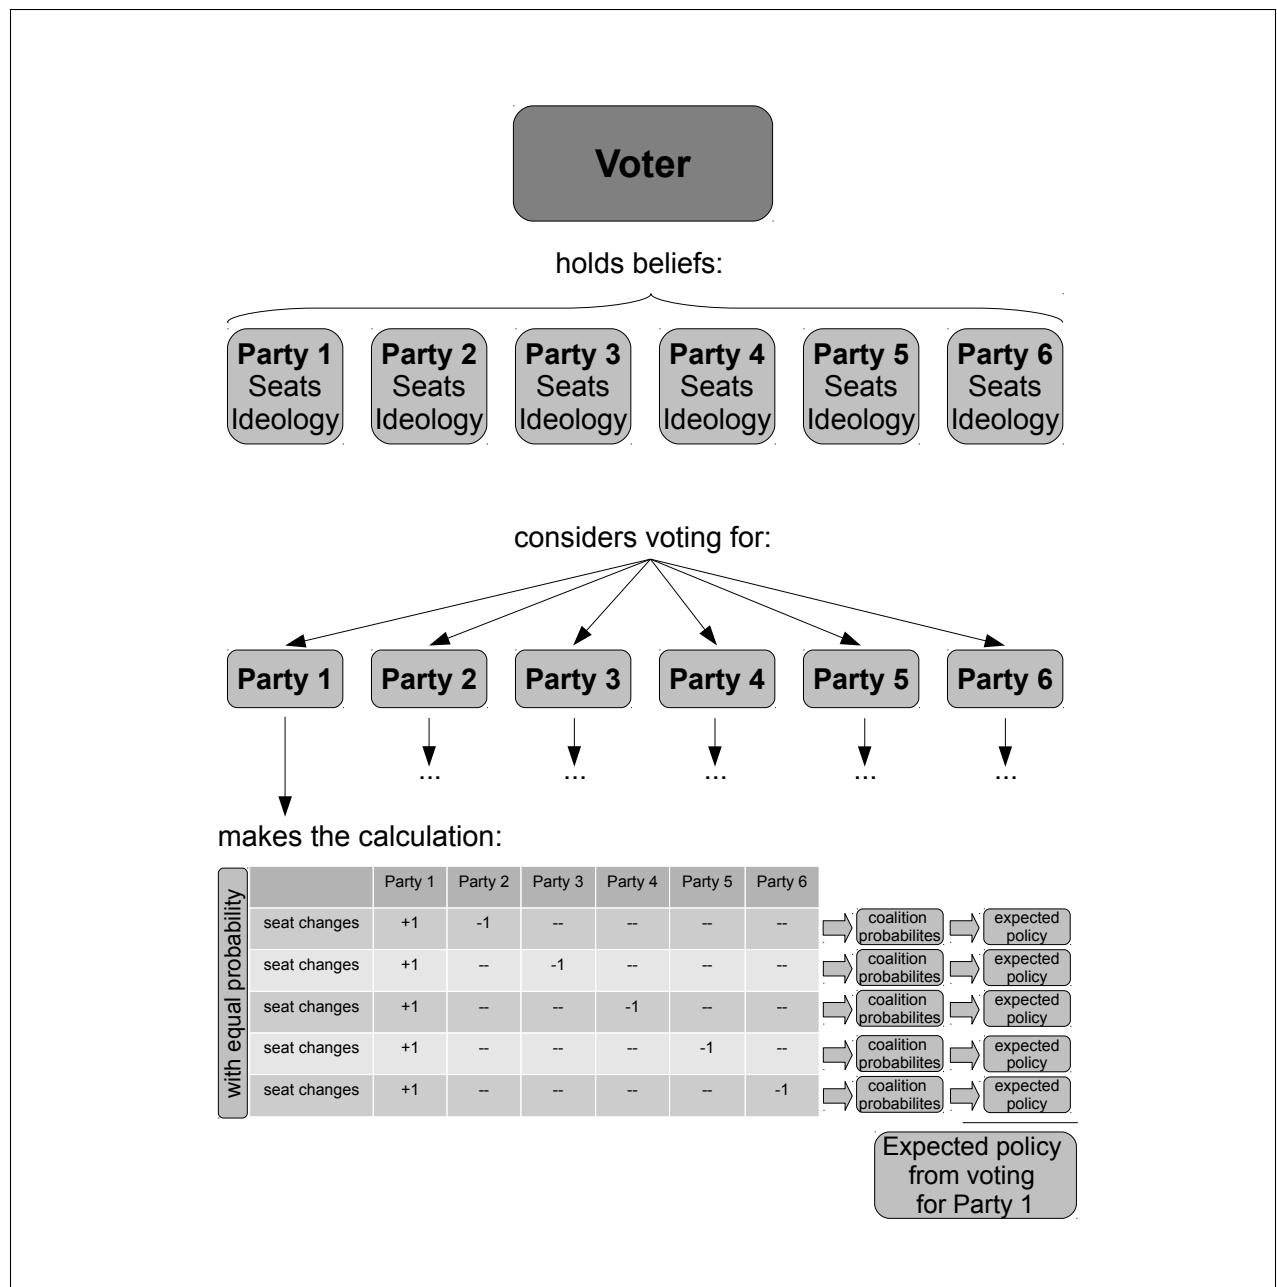 Voter
holds beliefs:
Party 1 Party 2 Party 3 Party 4 Party 5 Party 6
Seats Seats Seats Seats Seats Seats
Ideology Ideology Ideology Ideology Ideology Ideology
considers voting for:
Party 1 Party 2 Party 3 Party 4 Party 5 Party 6
... ... ... ... ...
makes the calculation:
with equal probability
Party 1 Party 2 Party 3 Party 4 Party 5 Party 6
seat changes +1 -1 -- -- -- -- coalition probabilites expected policy
seat changes +1 -- -1 -- -- -- coalition probabilites expected policy
seat changes +1 -- -- -1 -- -- coalition probabilites expected policy
seat changes +1 -- -- -- -1 -- coalition probabilites expected policy
seat changes +1 -- -- -- -- -1 coalition probabilites expected policy
Expected policy
from voting
for Party 1